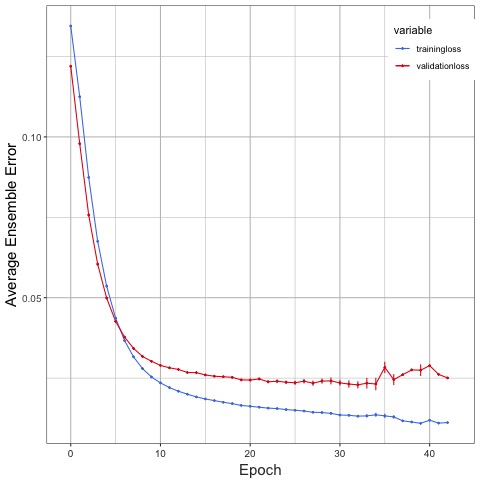 variable
trainingloss
validationloss
Average Ensemble Error
0.10
0.05
0 10 20 30 40
Epoch